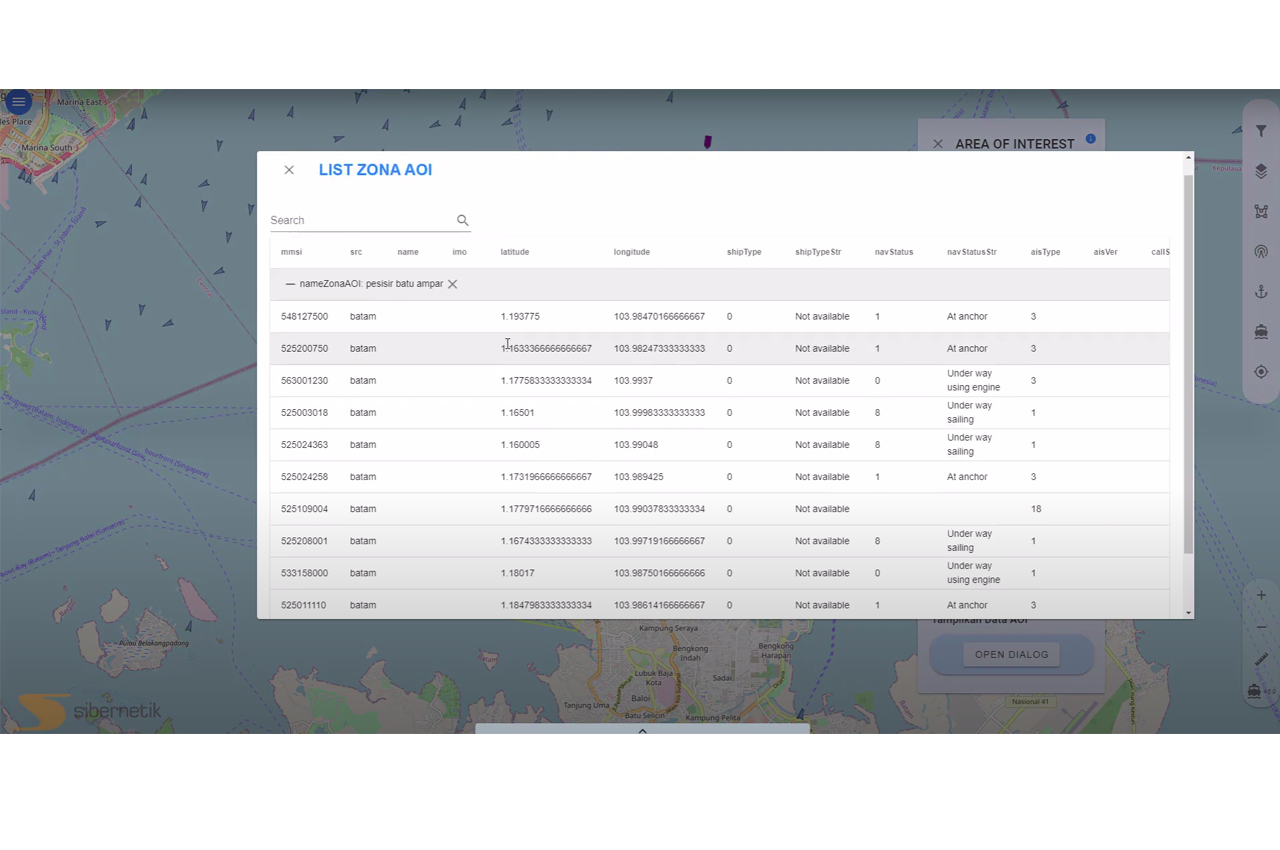 Marina East
les Place
Marina South
AREA OF INTEREST
LIST ZONA AOI
Search
mmsi src name imo latitude longitude shipType shipTypeStr navStatus navStatusStr aisType aisVer callS
nameZonaAOI: pesisir batu ampar
548127500 batam 1.193775 103.98470166666667 0 Not available 1 At anchor 3
525200750 batam 1.1633366666666667 103.98247333333333 0 Not available 1 At anchor 3
563001230 batam 1.1775833333333334 103.9937 0 Not available 0 Under way using engine 3
525003018 batam 1.16501 103.99983333333333 0 Not available 8 Under way sailing 1
525024363 batam 1.160005 103.99048 0 Not available 8 Under way sailing 1
525024258 batam 1.1731966666666667 103.989425 0 Not available 1 At anchor 3
525109004 batam 1.1779716666666666 103.99037833333334 0 Not available 18
525208001 batam 1.1674333333333333 103.99719166666667 0 Not available 8 Under way sailing 1
533158000 batam 1.18017 103.98750166666666 0 Not available 0 Under way using engine 1
525011110 batam 1.1847983333333334 103.98614166666667 0 Not available 1 At anchor 3
Tampilkan Data AOI
OPEN DIALOG
Kampung Seraya
Bengkong
Indah
Bengkong
Harapan
Lubuk Baja
Kota
Sadai
Baloi
Tanjung Uma
Batu Selicin
Kampung Pelita
Nasional 41
Pulau Belakangpadang
sibernetik